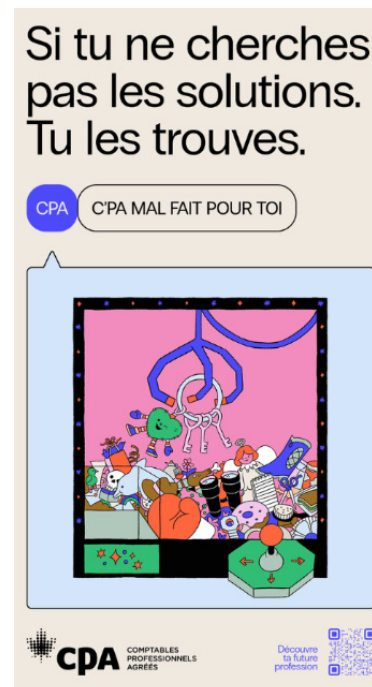 Si tu ne cherches
pas les solutions.
Tu les trouves.
CPA C'PA MAL FAIT POUR TOI
CPA COMPTABLES
PROFESSIONNELS
AGRÉÉS
Découvre
ta future
profession